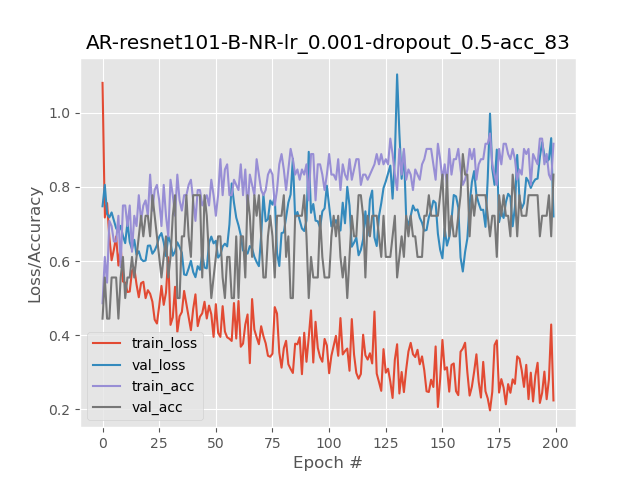 AR-resnet101-B-NR-lr_0.001-dropout_0.5-acc_83
Loss/Accuracy
1.0
0.8
0.6
0.4
0.2
train_loss
val_loss
train_acc
val_acc
0 25 50 75 100 125 150 175 200
Epoch #